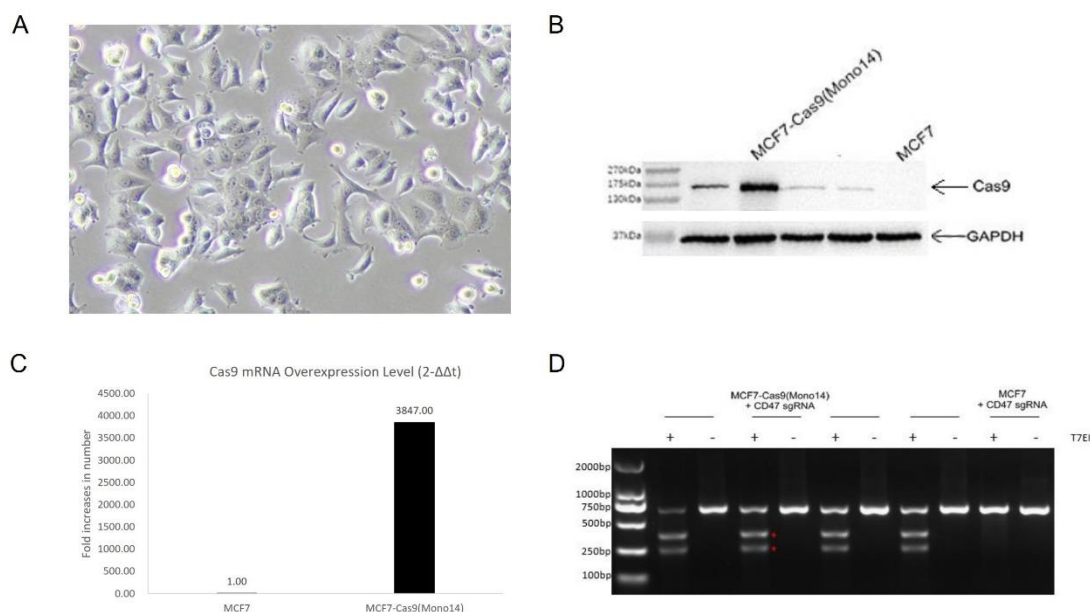 A
B
MCF7-Cas9(Mono14)
MCF7
270kDa
175kDa
130kDa
Cas9
37kDa
GAPDH
C
Cas9 mRNA Overexpression Level (2-ΔΔt)
Fold increases in number
4500.00
4000.00
3500.00
3000.00
2500.00
2000.00
1500.00
1000.00
500.00
0.00
1.00
3847.00
MCF7
MCF7-Cas9(Mono14)
D
MCF7-Cas9(Mono14)
+ CD47 sgRNA
MCF7
+ CD47 sgRNA
+ - + - + - + - + - T7EI
2000bp
1000bp
750bp
500bp
250bp
100bp